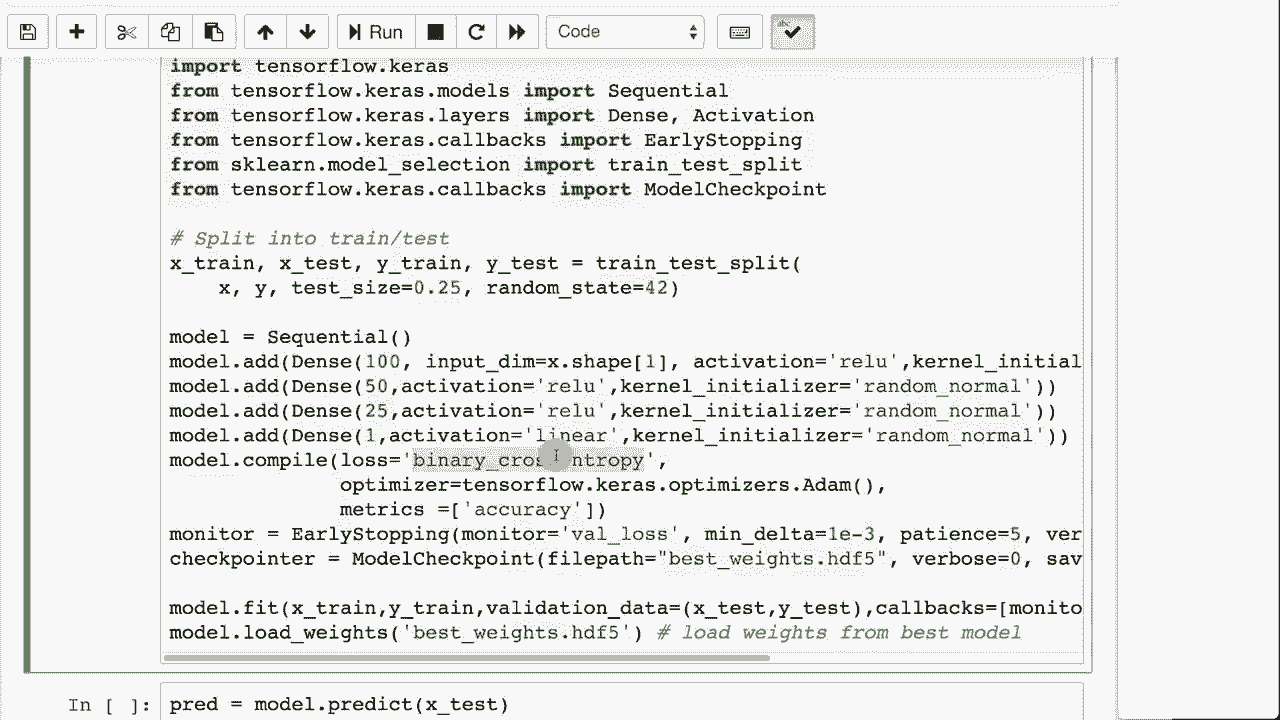 Run
Code
import tensorflow.keras
from tensorflow.keras.models import Sequential
from tensorflow.keras.layers import Dense, Activation
from tensorflow.keras.callbacks import EarlyStopping
from sklearn.model_selection import train_test_split
from tensorflow.keras.callbacks import ModelCheckpoint
# Split into train/test
x_train, x_test, y_train, y_test = train_test_split(
    x, y, test_size=0.25, random_state=42)
model = Sequential()
model.add(Dense(100, input_dim=x.shape[1], activation='relu',kernel_initial
model.add(Dense(50,activation='relu',kernel_initializer='random_normal'))
model.add(Dense(25,activation='relu',kernel_initializer='random_normal'))
model.add(Dense(1,activation='linear',kernel_initializer='random_normal'))
model.compile(loss='binary_crossentropy',
              optimizer=tensorflow.keras.optimizers.Adam(),
              metrics =['accuracy'])
monitor = EarlyStopping(monitor='val_loss', min_delta=1e-3, patience=5, ver
checkpointer = ModelCheckpoint(filepath="best_weights.hdf5", verbose=0, sav
model.fit(x_train,y_train,validation_data=(x_test,y_test),callbacks=[monito
model.load_weights('best_weights.hdf5') # load weights from best model
In [ ]: pred = model.predict(x_test)